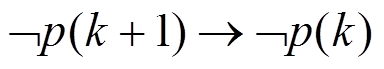 ¬p(k + 1) → ¬p(k)